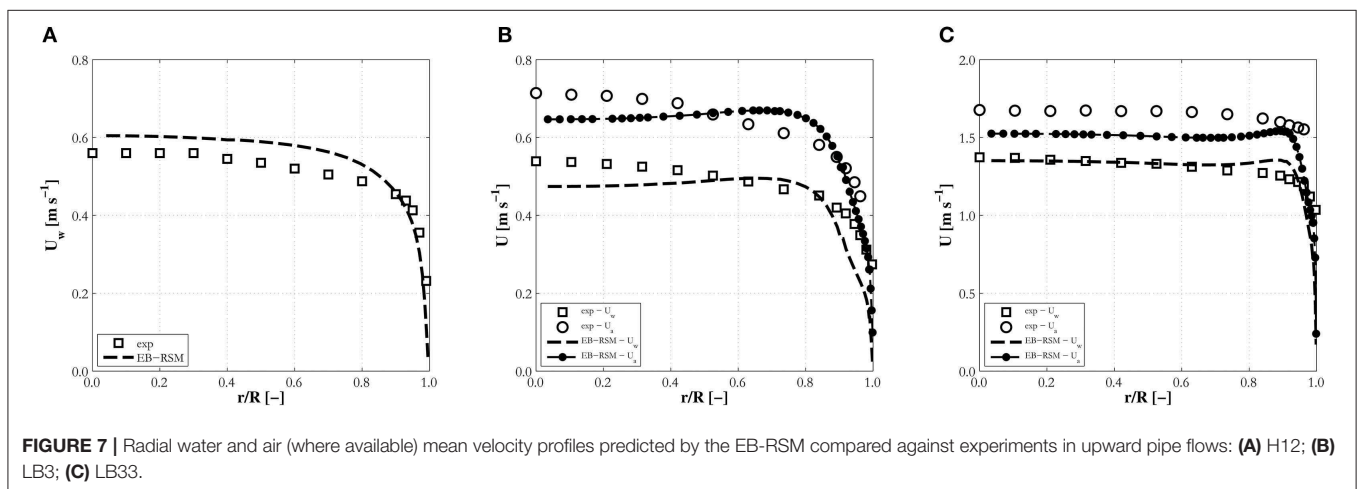 A
B
C
0.8
0.6
0.4
0.2
0.0
U_w [m s⁻¹]
0.0 0.2 0.4 0.6 0.8 1.0
r/R [−]
exp
EB−RSM
0.8
0.6
0.4
0.2
0.0
U [m s⁻¹]
0.0 0.2 0.4 0.6 0.8 1.0
r/R [−]
exp − U_w
exp − U_a
EB−RSM − U_w
EB−RSM − U_a
2.0
1.5
1.0
1.5
0.0
U [m s⁻¹]
0.0 0.2 0.4 0.6 0.8 1.0
r/R [−]
exp − U_w
exp − U_a
EB−RSM − U_w
EB−RSM − U_a
FIGURE 7 | Radial water and air (where available) mean velocity profiles predicted by the EB-RSM compared against experiments in upward pipe flows: (A) H12; (B)
LB3; (C) LB33.